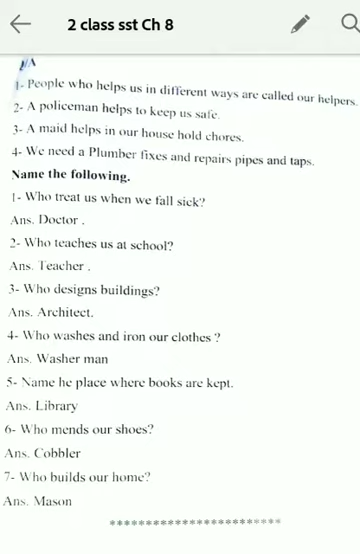 2 class sst Ch 8
1- People who helps us in different ways are called our helpers.
2- A policeman helps to keep us safe.
3- A maid helps in our house hold chores.
4- We need a Plumber fixes and repairs pipes and taps.
Name the following.
1- Who treat us when we fall sick?
Ans. Doctor .
2- Who teaches us at school?
Ans. Teacher .
3- Who designs buildings?
Ans. Architect.
4- Who washes and iron our clothes ?
Ans. Washer man
5- Name he place where books are kept.
Ans. Library
6- Who mends our shoes?
Ans. Cobbler
7- Who builds our home?
Ans. Mason
************************